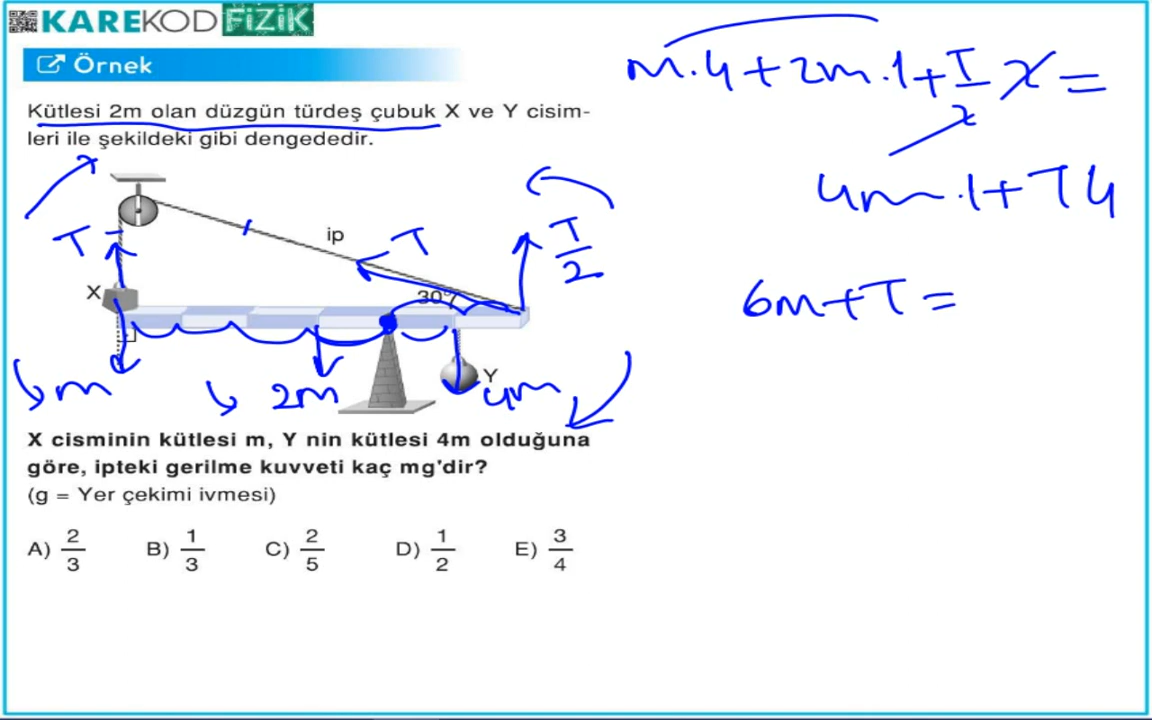 KAREKOD FİZİK
Örnek
Kütlesi 2m olan düzgün türdeş çubuk X ve Y cisim-
leri ile şekildeki gibi dengededir.
ip
30°
X
Y
T
T
T/2
m
2m
4m
m.4+2m.1+T/2 2=
4m.1+T4
6m+T=
X cisminin kütlesi m, Y nin kütlesi 4m olduğuna
göre, ipteki gerilme kuvveti kaç mg'dir?
(g = Yer çekimi ivmesi)
A) 2/3 B) 1/3 C) 2/5 D) 1/2 E) 3/4